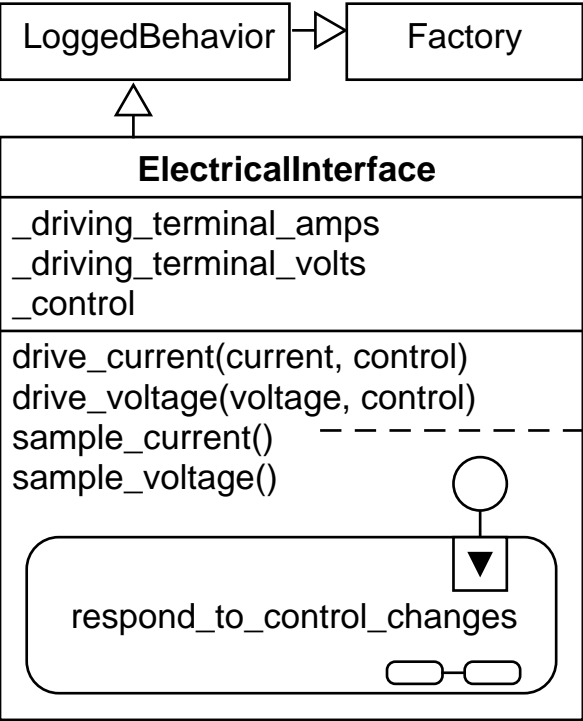 LoggedBehavior
Factory
ElectricalInterface
_driving_terminal_amps
_driving_terminal_volts
_control
drive_current(current, control)
drive_voltage(voltage, control)
sample_current()
sample_voltage()
respond_to_control_changes